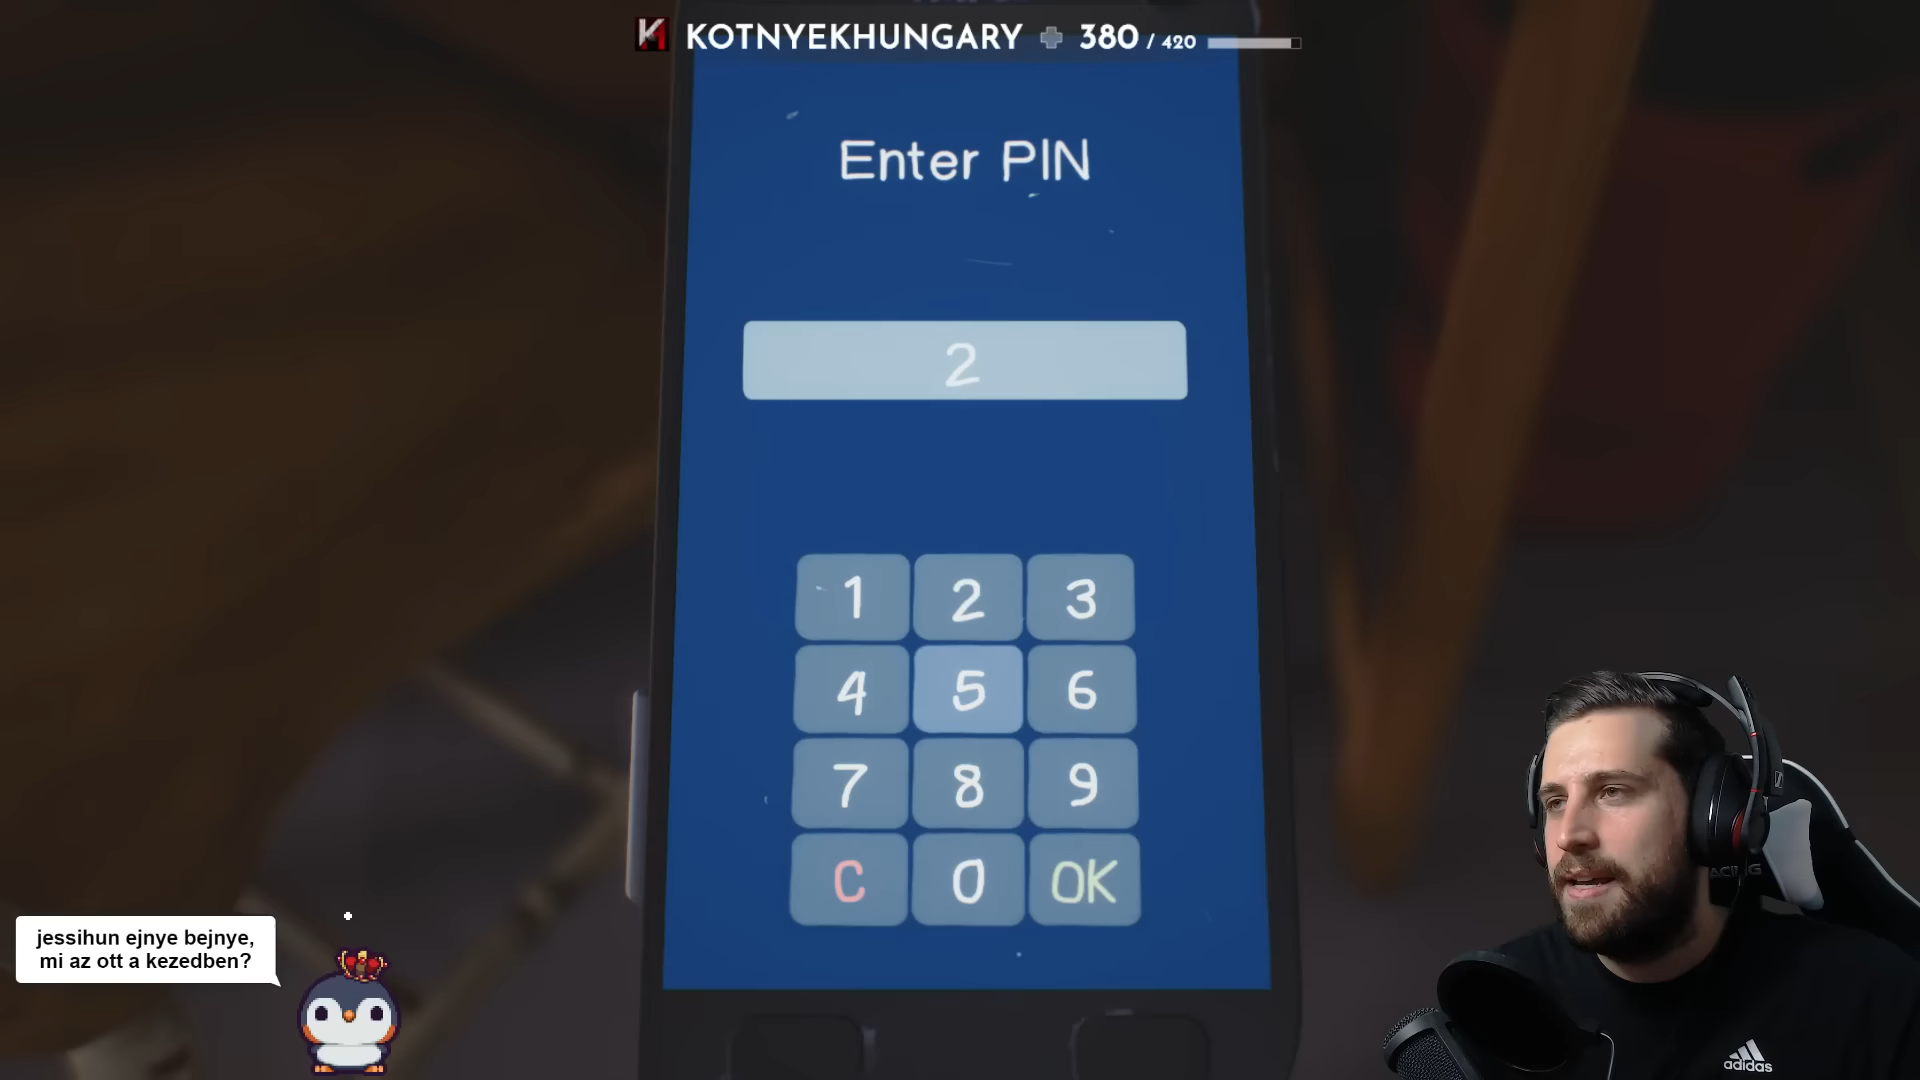 KOTNYEKHUNGARY 380 / 420
Enter PIN
2
1 2 3
4 5 6
7 8 9
C 0 OK
jessihun ejnye bejnye,
mi az ott a kezedben?
adidas